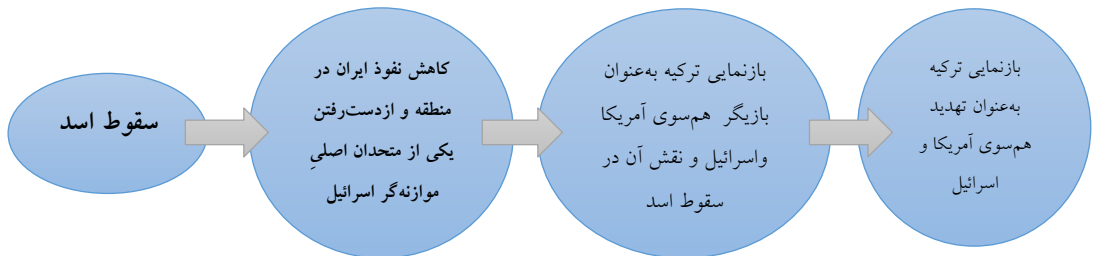 سقوط اسد
کاهش نفوذ ایران در
منطقه و ازدست‌رفتن
یکی از متحدان اصلیِ
موازنه‌گر اسرائیل
بازنمایی ترکیه به‌عنوان
بازیگر هم‌سوی آمریکا
واسرائیل و نقش آن در
سقوط اسد
بازنمایی ترکیه
به‌عنوان تهدید
هم‌سوی آمریکا و
اسرائیل